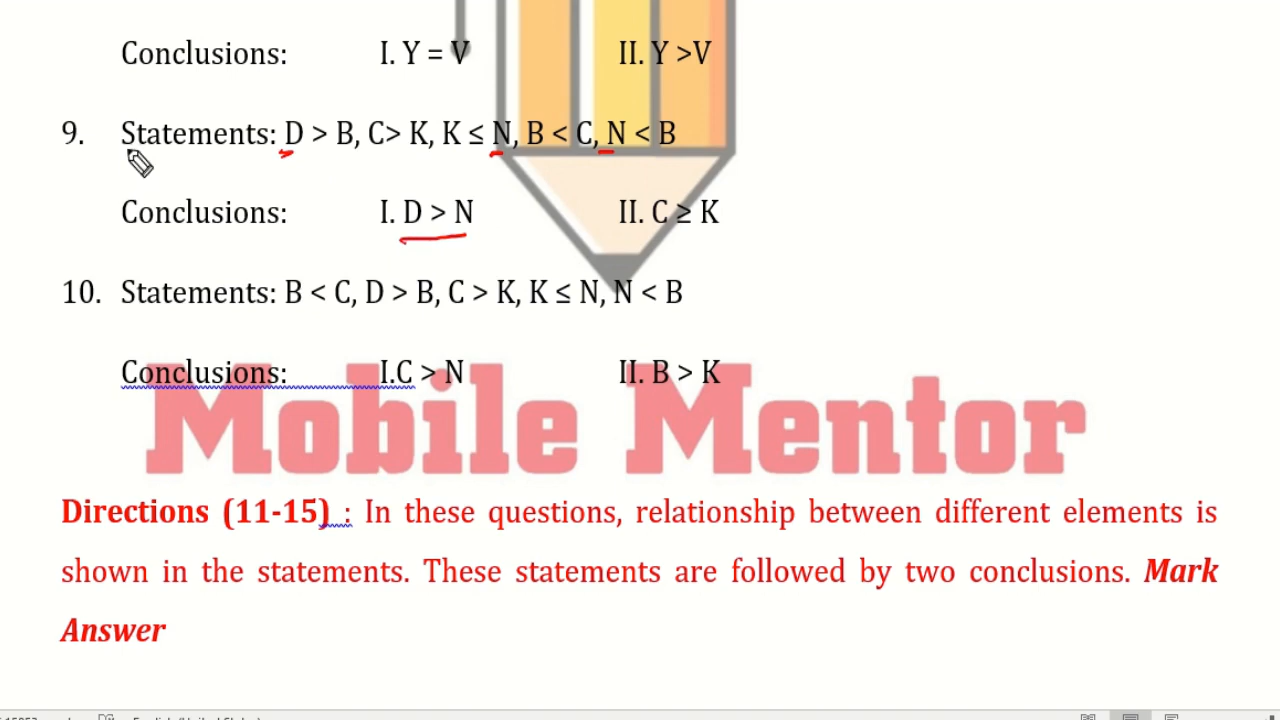 Conclusions: I. Y = V II. Y >V
9. Statements: D > B, C> K, K ≤ N, B < C, N < B
Conclusions: I. D > N II. C ≥ K
10. Statements: B < C, D > B, C > K, K ≤ N, N < B
Conclusions: I.C > N II. B > K
Mobile Mentor
Directions (11-15) : In these questions, relationship between different elements is
shown in the statements. These statements are followed by two conclusions. Mark
Answer